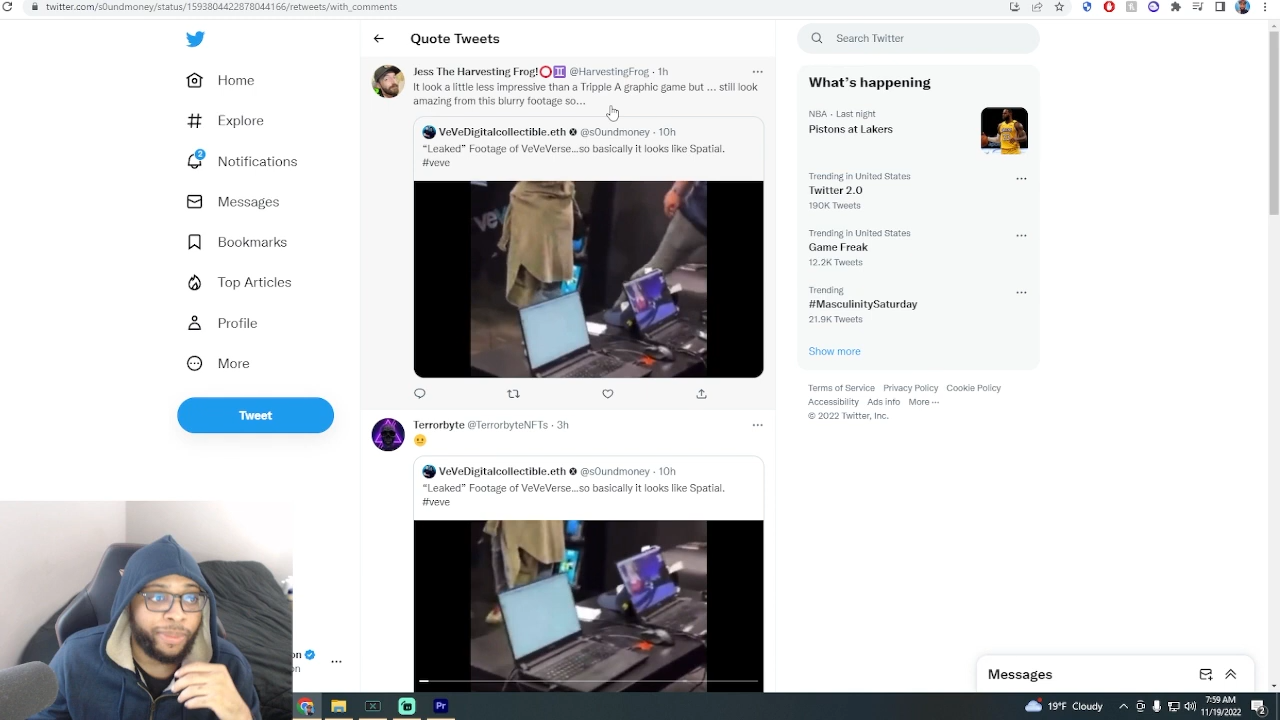 twitter.com/s0undmoney/status/1593804422878044166/retweets/with_comments
Home
Explore
2
Notifications
Messages
Bookmarks
Top Articles
Profile
More
Tweet
on
on
Quote Tweets
Jess The Harvesting Frog!⭕♊ @HarvestingFrog · 1h
It look a little less impressive than a Tripple A graphic game but ... still look
amazing from this blurry footage so...
VeVeDigitalcollectible.eth @s0undmoney · 10h
“Leaked” Footage of VeVeVerse...so basically it looks like Spatial.
#veve
Terrorbyte @TerrorbyteNFTs · 3h
😐
VeVeDigitalcollectible.eth @s0undmoney · 10h
“Leaked” Footage of VeVeVerse...so basically it looks like Spatial.
#veve
Search Twitter
What’s happening
NBA · Last night
Pistons at Lakers
Trending in United States
Twitter 2.0
190K Tweets
Trending in United States
Game Freak
12.2K Tweets
Trending
#MasculinitySaturday
21.9K Tweets
Show more
Terms of Service Privacy Policy Cookie Policy
Accessibility Ads info More ···
© 2022 Twitter, Inc.
Messages
Pr
19°F Cloudy
7:59 AM
11/19/2022
2